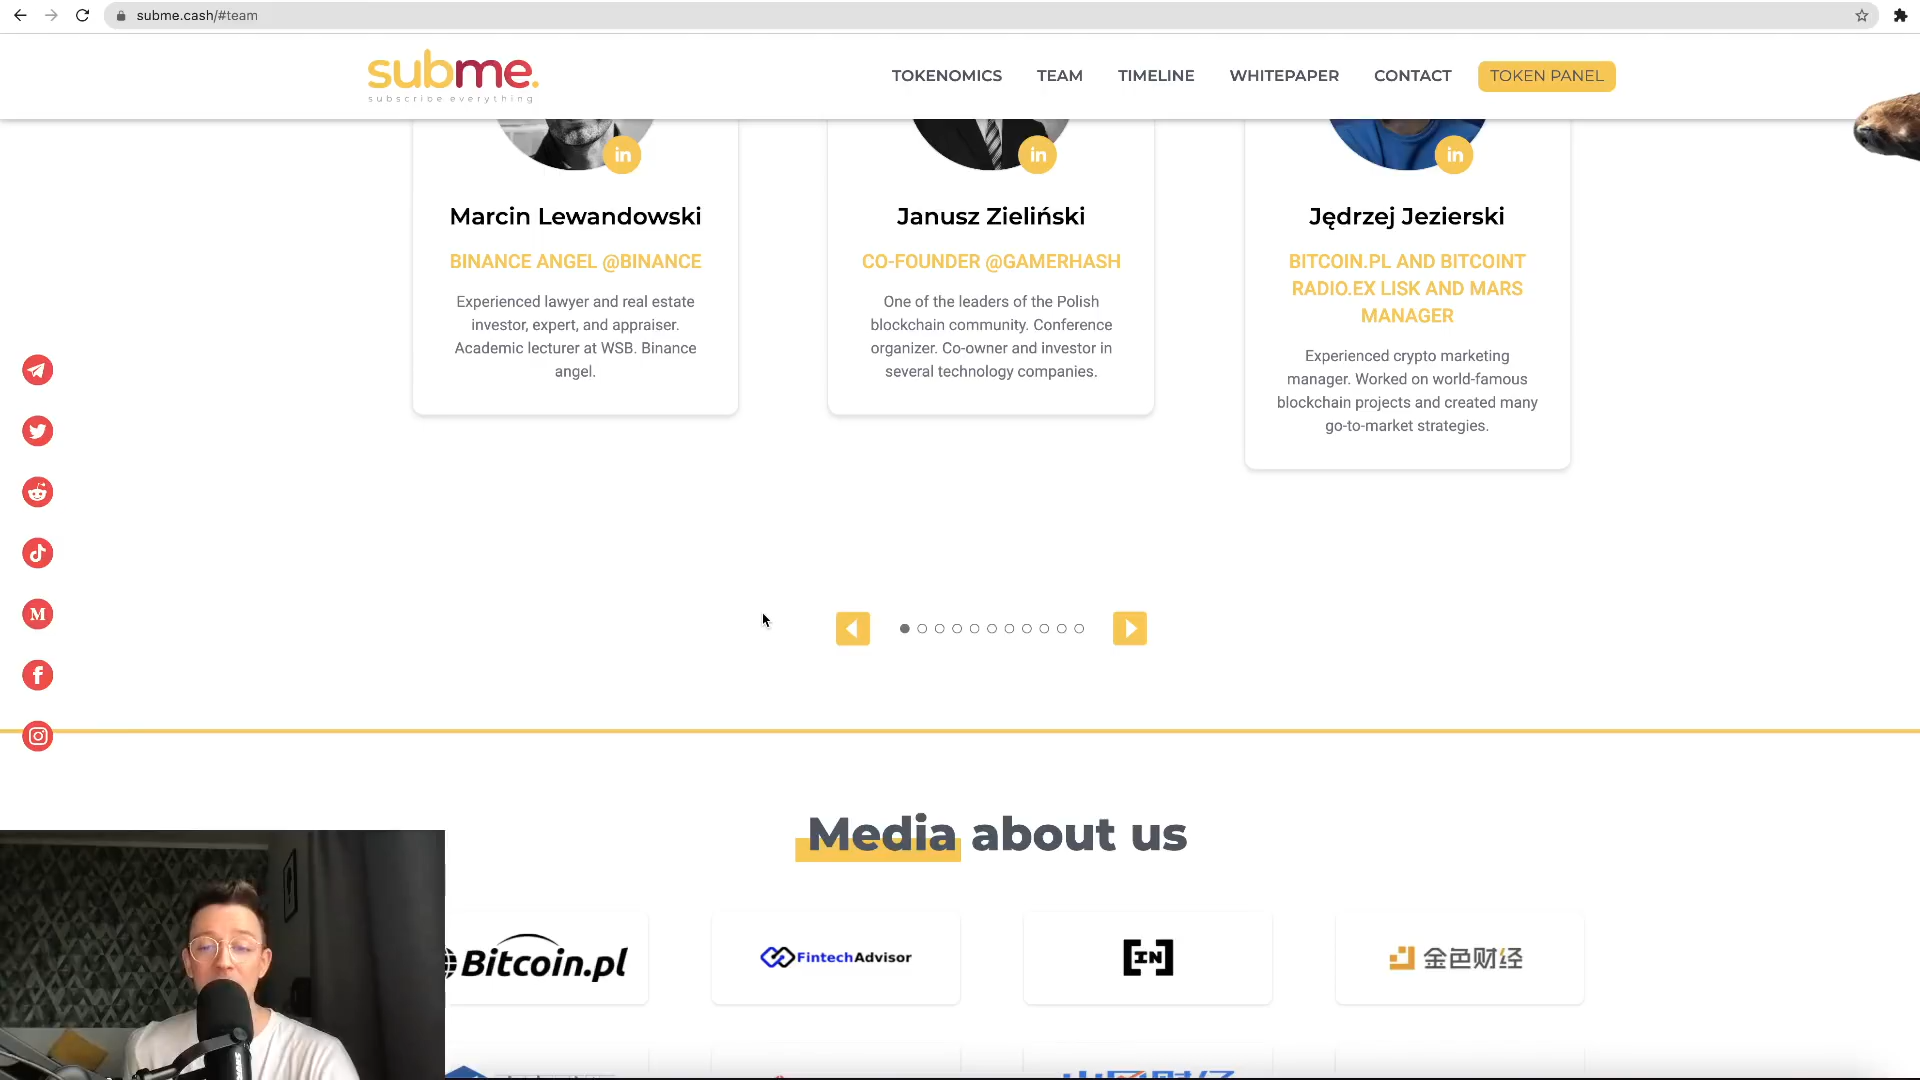 subme.cash/#team
subme.
subscribe everything
TOKENOMICS
TEAM
TIMELINE
WHITEPAPER
CONTACT
TOKEN PANEL
in
in
in
Marcin Lewandowski
BINANCE ANGEL @BINANCE
Experienced lawyer and real estate
investor, expert, and appraiser.
Academic lecturer at WSB. Binance
angel.
Janusz Zieliński
CO-FOUNDER @GAMERHASH
One of the leaders of the Polish
blockchain community. Conference
organizer. Co-owner and investor in
several technology companies.
Jędrzej Jezierski
BITCOIN.PL AND BITCOINT
RADIO.EX LISK AND MARS
MANAGER
Experienced crypto marketing
manager. Worked on world-famous
blockchain projects and created many
go-to-market strategies.
M
f
Media about us
Bitcoin.pl
FintechAdvisor
[IN]
金色财经